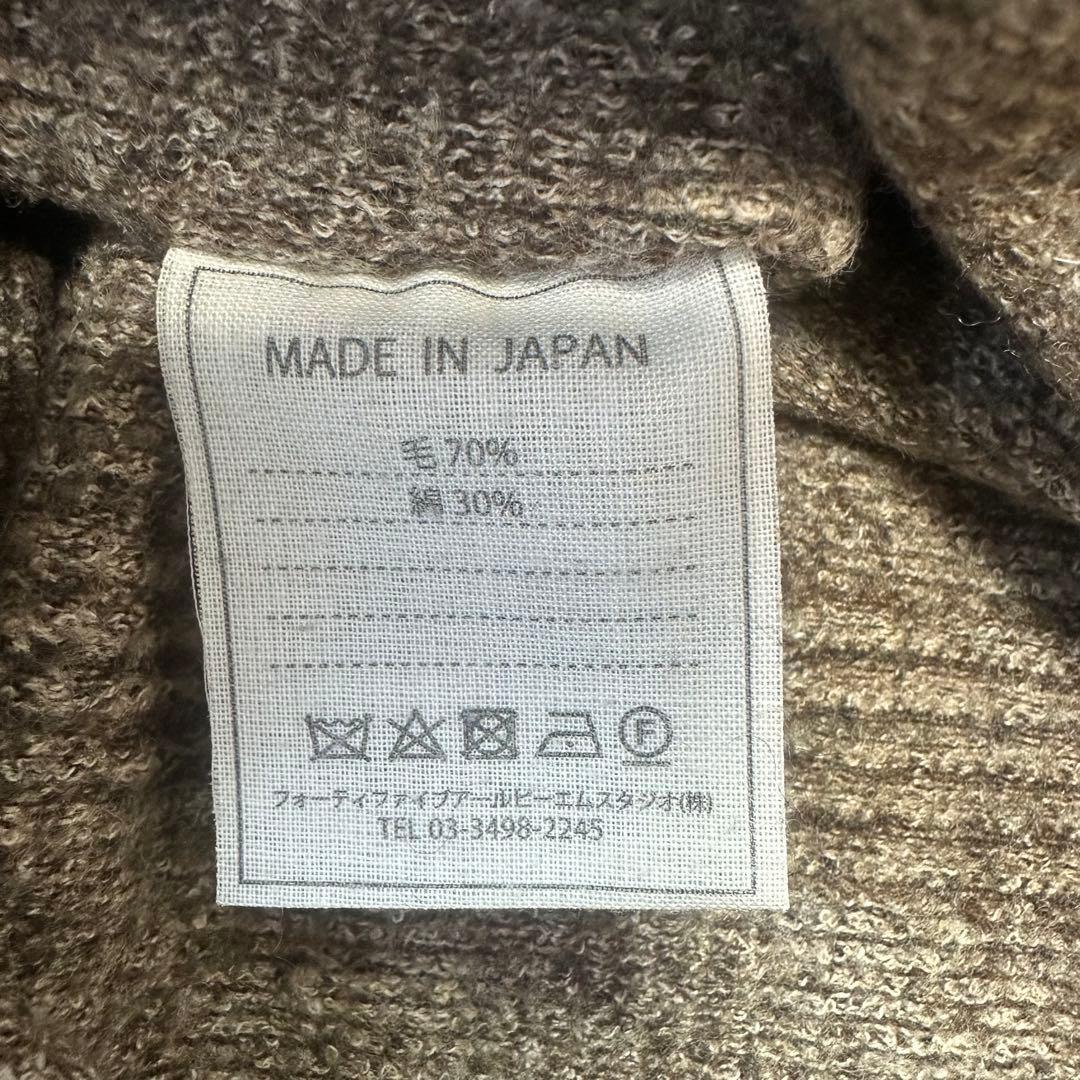 MADE IN JAPAN
毛 70%
綿 30%
F
フォーティファイブアールピーエムスタジオ(株)
TEL 03-3498-2245